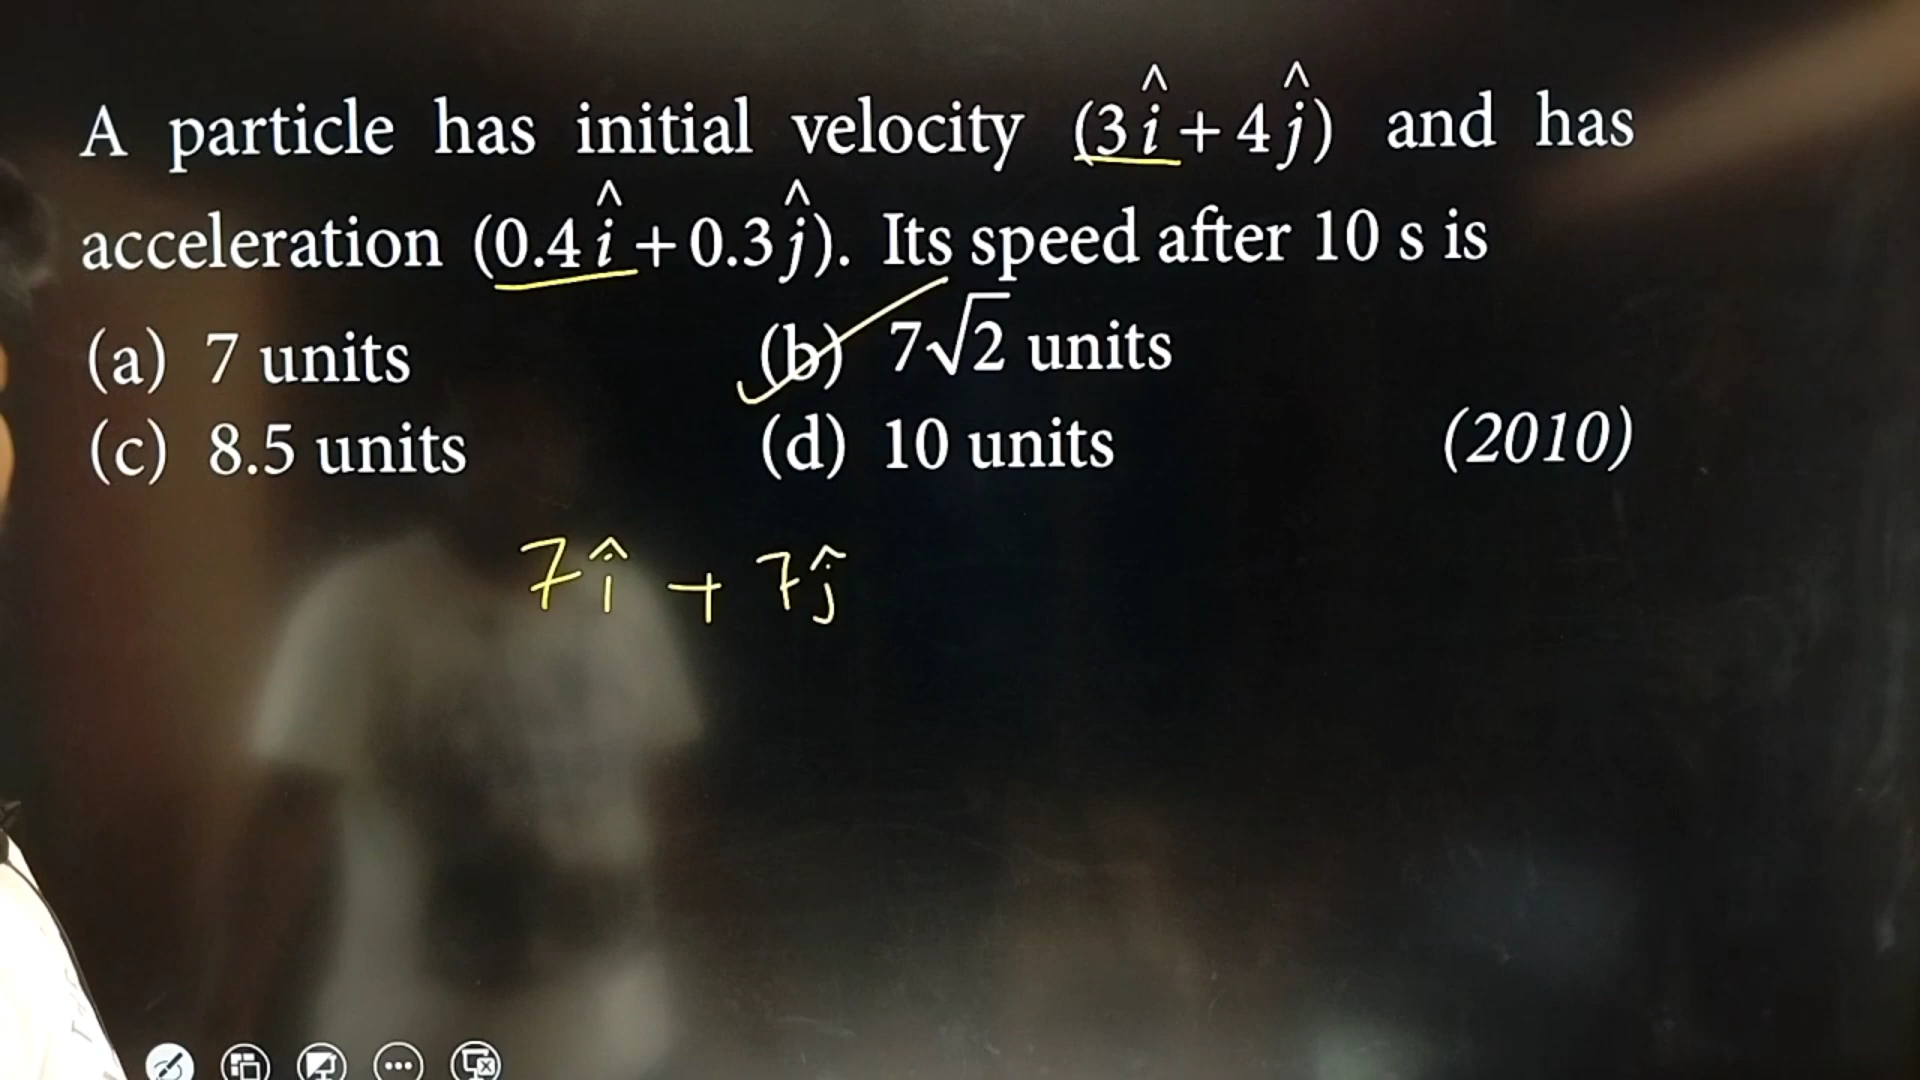 A particle has initial velocity (3î + 4ĵ) and has
acceleration (0.4î + 0.3ĵ). Its speed after 10 s is
(a) 7 units (b) 7√2 units
(c) 8.5 units (d) 10 units (2010)
7î + 7ĵ